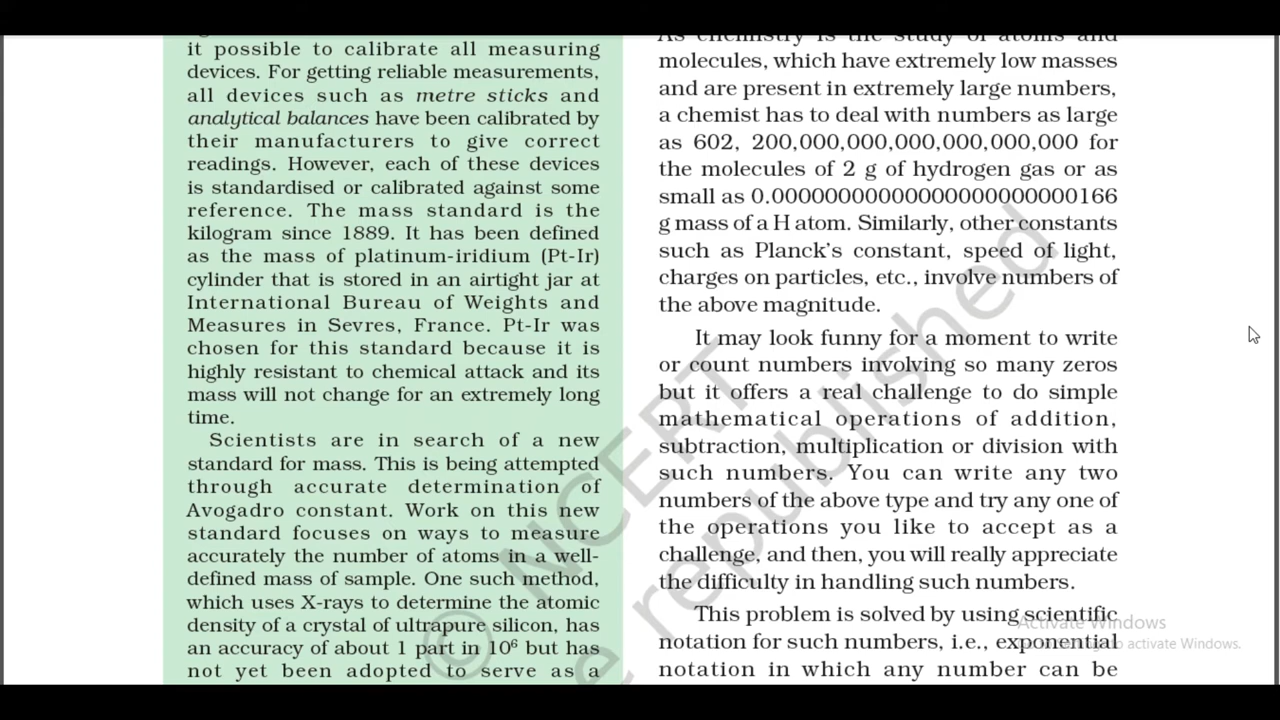 it possible to calibrate all measuring
devices. For getting reliable measurements,
all devices such as metre sticks and
analytical balances have been calibrated by
their manufacturers to give correct
readings. However, each of these devices
is standardised or calibrated against some
reference. The mass standard is the
kilogram since 1889. It has been defined
as the mass of platinum-iridium (Pt-Ir)
cylinder that is stored in an airtight jar at
International Bureau of Weights and
Measures in Sevres, France. Pt-Ir was
chosen for this standard because it is
highly resistant to chemical attack and its
mass will not change for an extremely long
time.
Scientists are in search of a new
standard for mass. This is being attempted
through accurate determination of
Avogadro constant. Work on this new
standard focuses on ways to measure
accurately the number of atoms in a well-
defined mass of sample. One such method,
which uses X-rays to determine the atomic
density of a crystal of ultrapure silicon, has
an accuracy of about 1 part in 10⁶ but has
not yet been adopted to serve as a
As chemistry is the study of atoms and
molecules, which have extremely low masses
and are present in extremely large numbers,
a chemist has to deal with numbers as large
as 602, 200,000,000,000,000,000,000 for
the molecules of 2 g of hydrogen gas or as
small as 0.00000000000000000000000166
g mass of a H atom. Similarly, other constants
such as Planck's constant, speed of light,
charges on particles, etc., involve numbers
of the above magnitude.
It may look funny for a moment to write
or count numbers involving so many zeros
but it offers a real challenge to do simple
mathematical operations of addition,
subtraction, multiplication or division with
such numbers. You can write any two
numbers of the above type and try any one of
the operations you like to accept as a
challenge, and then, you will really appreciate
the difficulty in handling such numbers.
This problem is solved by using scientific
notation for such numbers, i.e., exponential
notation in which any number can be
© NCERT
republished
Activate Windows
to activate Windows.